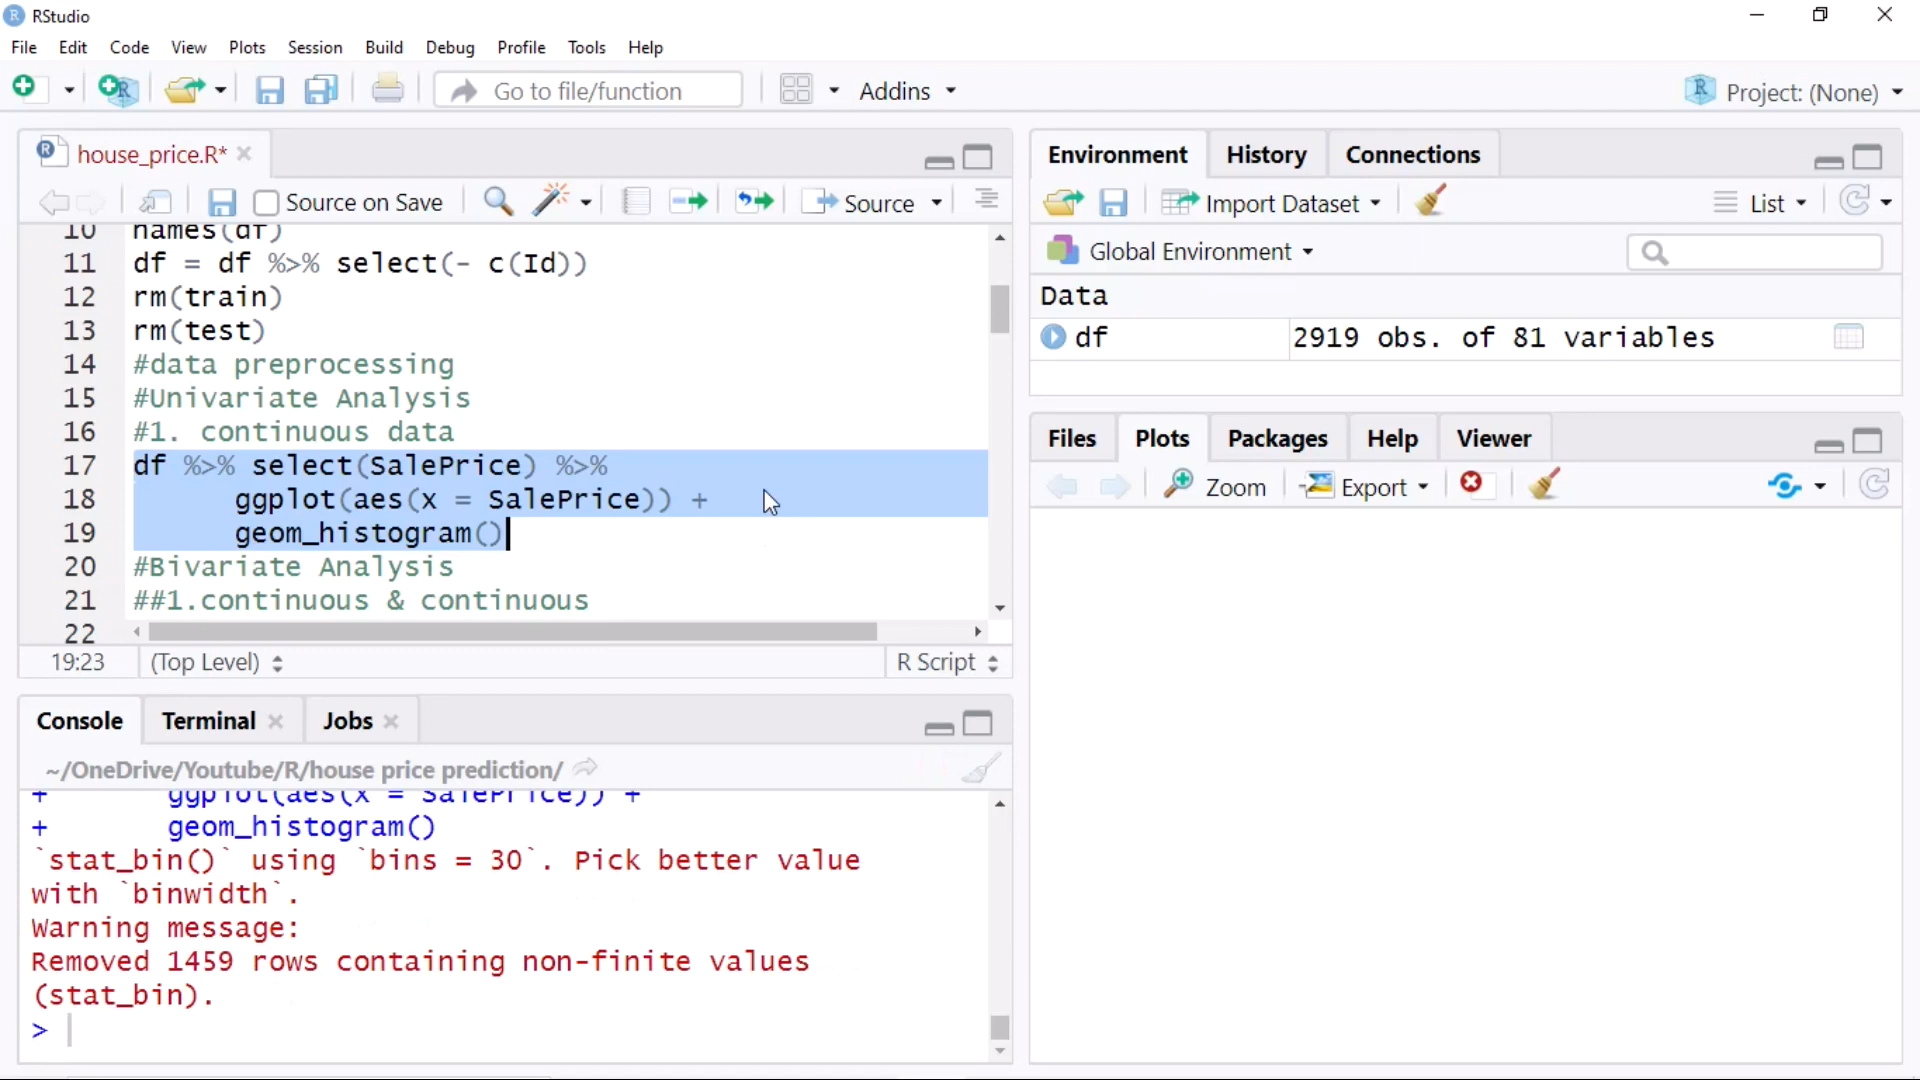 RStudio
File Edit Code View Plots Session Build Debug Profile Tools Help
Go to file/function Addins Project: (None)
house_price.R*
Source on Save Source
10 names(df)
11 df = df %>% select(- c(Id))
12 rm(train)
13 rm(test)
14 #data preprocessing
15 #Univariate Analysis
16 #1. continuous data
17 df %>% select(SalePrice) %>%
18 ggplot(aes(x = SalePrice)) +
19 geom_histogram()
20 #Bivariate Analysis
21 ##1.continuous & continuous
22
19:23 (Top Level) R Script
Console Terminal Jobs
~/OneDrive/Youtube/R/house price prediction/
+ ggplot(aes(x = SalePrice)) +
+ geom_histogram()
`stat_bin()` using `bins = 30`. Pick better value
with `binwidth`.
Warning message:
Removed 1459 rows containing non-finite values
(stat_bin).
>
Environment History Connections
Import Dataset List
Global Environment
Data
df 2919 obs. of 81 variables
Files Plots Packages Help Viewer
Zoom Export